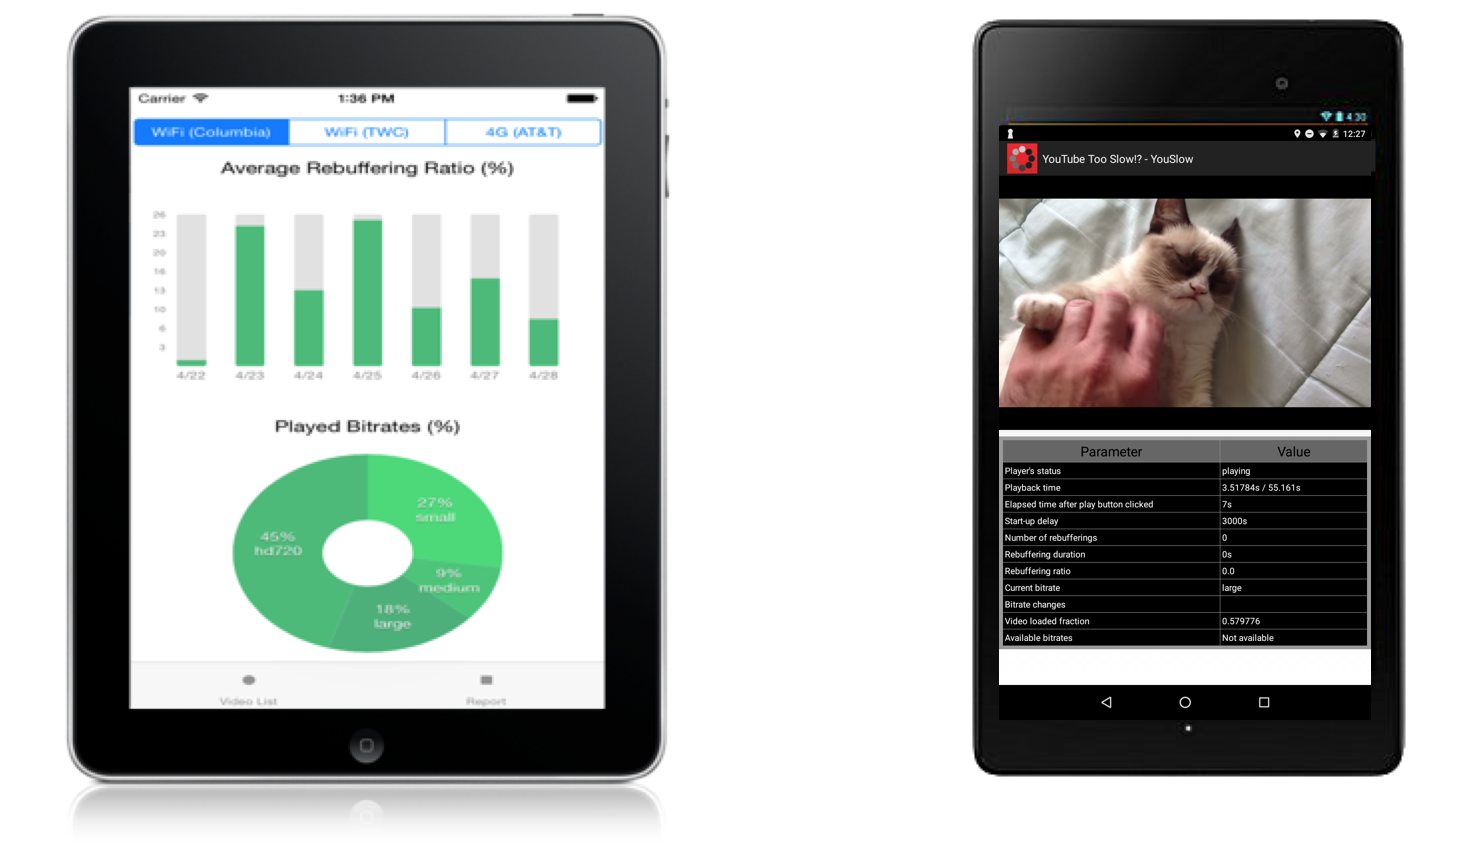 Carrier 1:36 PM
WiFi (Columbia) WiFi (TWC) 4G (AT&T)
Average Rebuffering Ratio (%)
26
23
20
16
13
10
6
3
4/22 4/23 4/24 4/25 4/26 4/27 4/28
Played Bitrates (%)
27%
small
45%
hd720
9%
medium
18%
large
Video List Report
4:30
12:27
YouTube Too Slow!? - YouSlow
Parameter Value
Player's status playing
Playback time 3.51784s / 55.161s
Elapsed time after play button clicked 7s
Start-up delay 3000s
Number of rebufferings 0
Rebuffering duration 0s
Rebuffering ratio 0.0
Current bitrate large
Bitrate changes
Video loaded fraction 0.579776
Available bitrates Not available